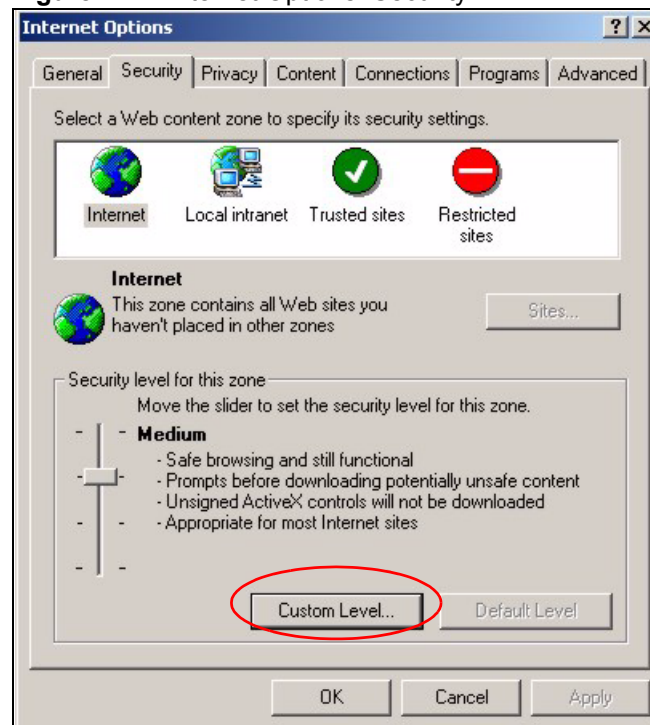 Internet Options
General Security Privacy Content Connections Programs Advanced
Select a Web content zone to specify its security settings.
Internet Local intranet Trusted sites Restricted sites
Internet
This zone contains all Web sites you
haven't placed in other zones
Sites...
Security level for this zone
Move the slider to set the security level for this zone.
Medium
- Safe browsing and still functional
- Prompts before downloading potentially unsafe content
- Unsigned ActiveX controls will not be downloaded
- Appropriate for most Internet sites
Custom Level... Default Level
OK Cancel Apply